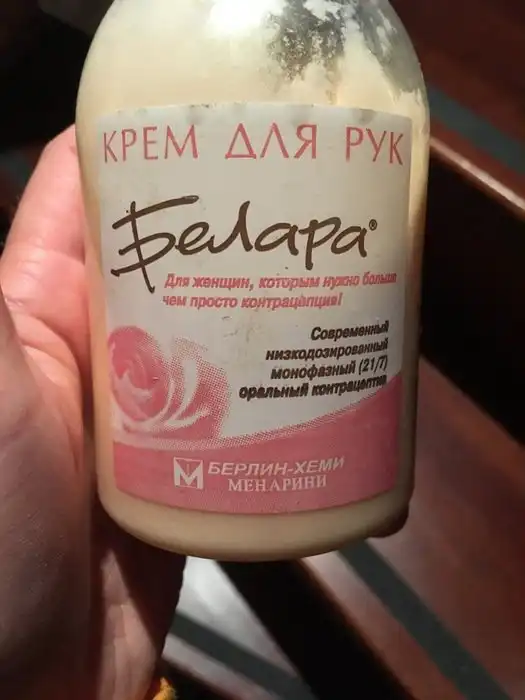 КРЕМ ДЛЯ РУК
Белара®
Для женщин, которым нужно больше
чем просто контрацепция!
Современный
низкодозированный
монофазный (21/7)
оральный контрацептив
БЕРЛИН-ХЕМИ
МЕНАРИНИ